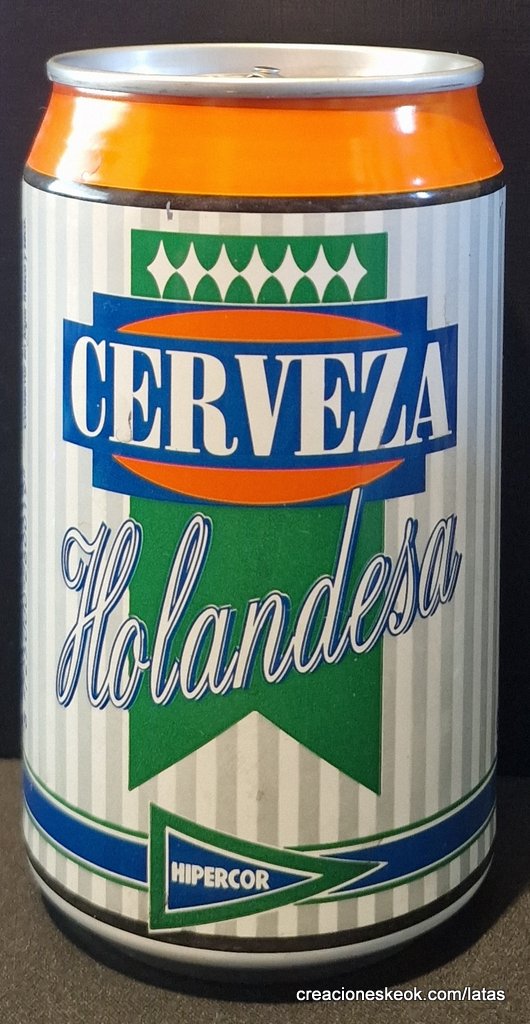 CERVEZA
Holandesa
HIPERCOR
creacioneskeok.com/latas